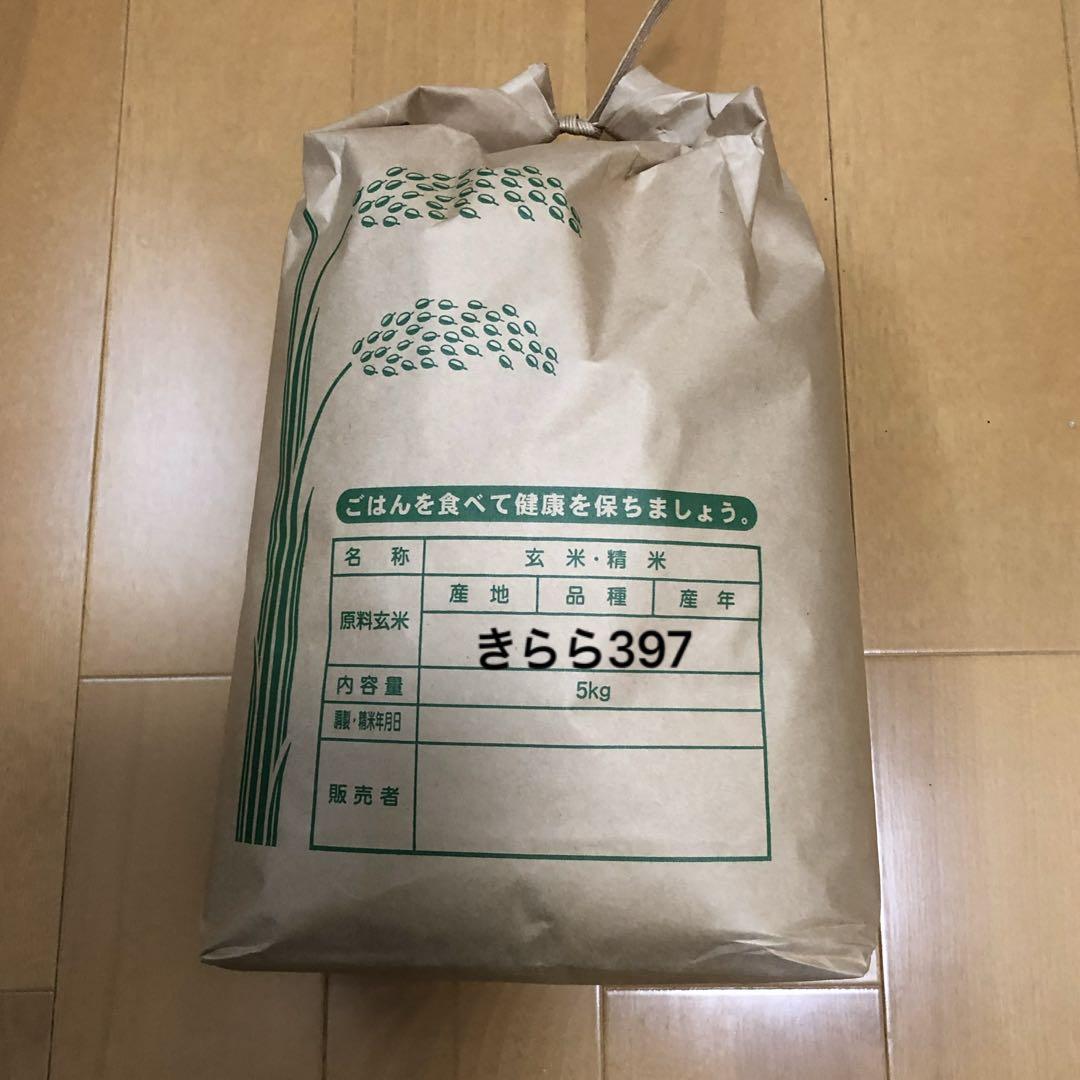 ごはんを食べて健康を保ちましょう。
名称 玄米・精米
原料玄米 産地 品種 産年
きらら397
内容量 5kg
調製・精米年月日
販売者